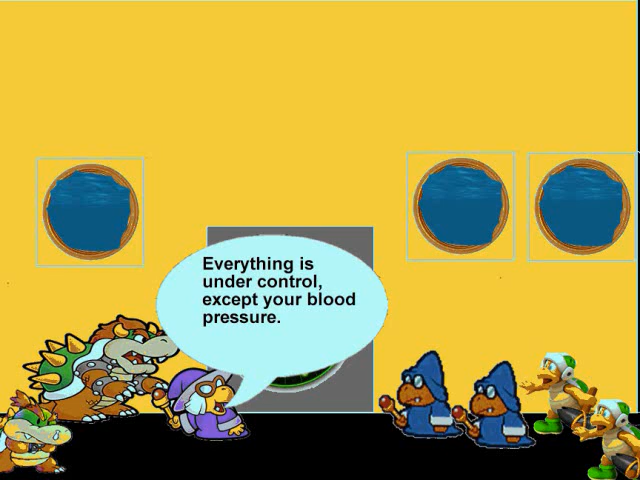 Everything is
under control,
except your blood
pressure.